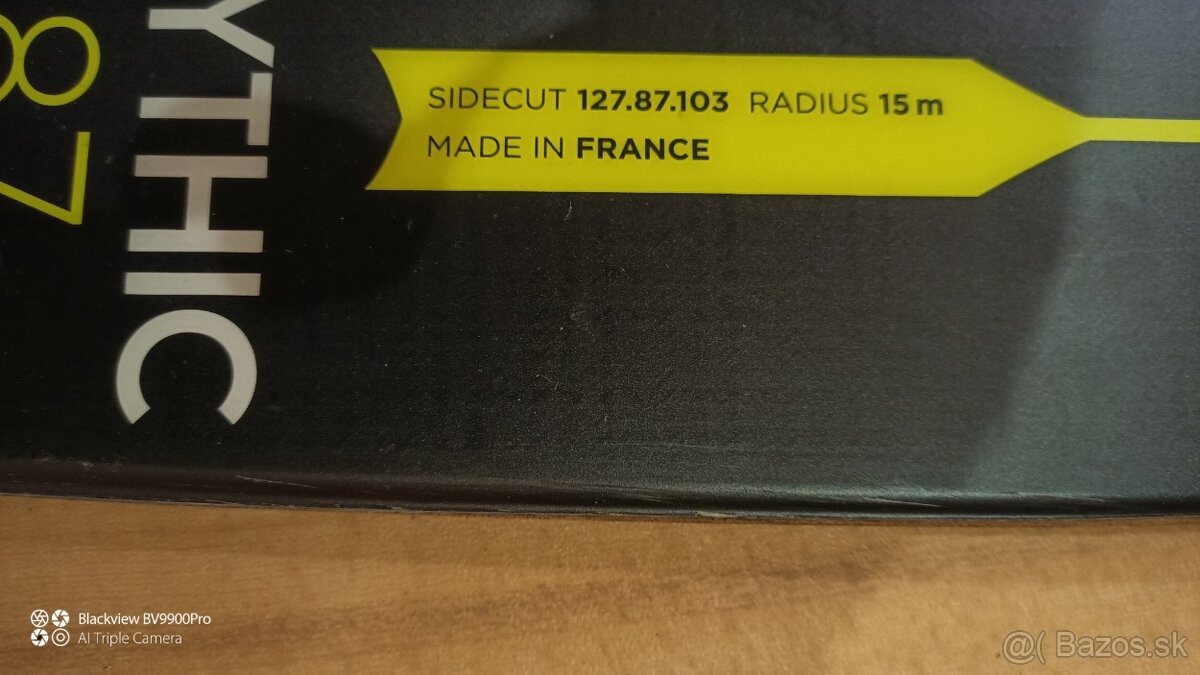 YTHIC
87
SIDECUT 127.87.103 RADIUS 15 m
MADE IN FRANCE
Blackview BV9900Pro
AI Triple Camera
@( Bazos.sk